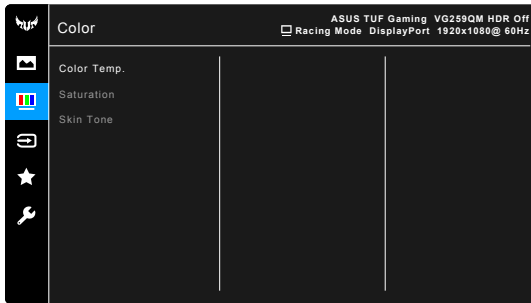 Color
ASUS TUF Gaming VG259QM HDR Off
Racing Mode DisplayPort 1920x1080@ 60Hz
Color Temp.
Saturation
Skin Tone